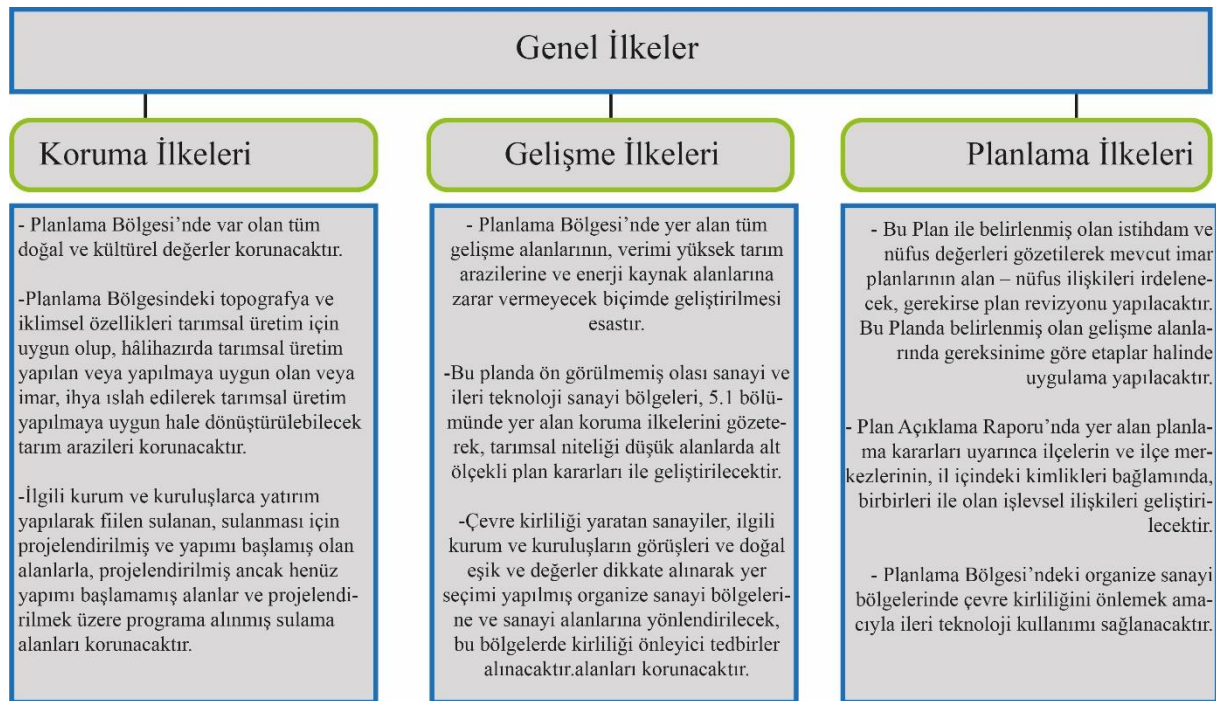 Genel İlkeler
Koruma İlkeleri
- Planlama Bölgesi’nde var olan tüm
doğal ve kültürel değerler korunacaktır.
-Planlama Bölgesindeki topografya ve
iklimsel özellikleri tarımsal üretim için
uygun olup, hâlihazırda tarımsal üretim
yapılan veya yapılmaya uygun olan veya
imar, ihya ıslah edilerek tarımsal üretim
yapılmaya uygun hale dönüştürülebilecek
tarım arazileri korunacaktır.
-İlgili kurum ve kuruluşlarca yatırım
yapılarak fiilen sulanan, sulanması için
projelendirilmiş ve yapımı başlamış olan
alanlarla, projelendirilmiş ancak henüz
yapımı başlamamış alanlar ve projelendi-
rilmek üzere programa alınmış sulama
alanları korunacaktır.
Gelişme İlkeleri
- Planlama Bölgesi’nde yer alan tüm
gelişme alanlarının, verimi yüksek tarım
arazilerine ve enerji kaynak alanlarına
zarar vermeyecek biçimde geliştirilmesi
esastır.
-Bu planda ön görülmemiş olası sanayi ve
ileri teknoloji sanayi bölgeleri, 5.1 bölü-
münde yer alan koruma ilkelerini gözete-
rek, tarımsal niteliği düşük alanlarda alt
ölçekli plan kararları ile geliştirilecektir.
-Çevre kirliliği yaratan sanayiler, ilgili
kurum ve kuruluşların görüşleri ve doğal
eşik ve değerler dikkate alınarak yer
seçimi yapılmış organize sanayi bölgeleri-
ne ve sanayi alanlarına yönlendirilecek,
bu bölgelerde kirliliği önleyici tedbirler
alınacaktır.alanları korunacaktır.
Planlama İlkeleri
- Bu Plan ile belirlenmiş olan istihdam ve
nüfus değerleri gözetilerek mevcut imar
planlarının alan – nüfus ilişkileri irdelene-
cek, gerekirse plan revizyonu yapılacaktır.
Bu Planda belirlenmiş olan gelişme alanla-
rında gereksinime göre etaplar halinde
uygulama yapılacaktır.
- Plan Açıklama Raporu’nda yer alan planla-
ma kararları uyarınca ilçelerin ve ilçe mer-
kezlerinin, il içindeki kimlikleri bağlamında,
birbirleri ile olan işlevsel ilişkileri geliştiri-
lecektir.
- Planlama Bölgesi’ndeki organize sanayi
bölgelerinde çevre kirliliğini önlemek ama-
cıyla ileri teknoloji kullanımı sağlanacaktır.